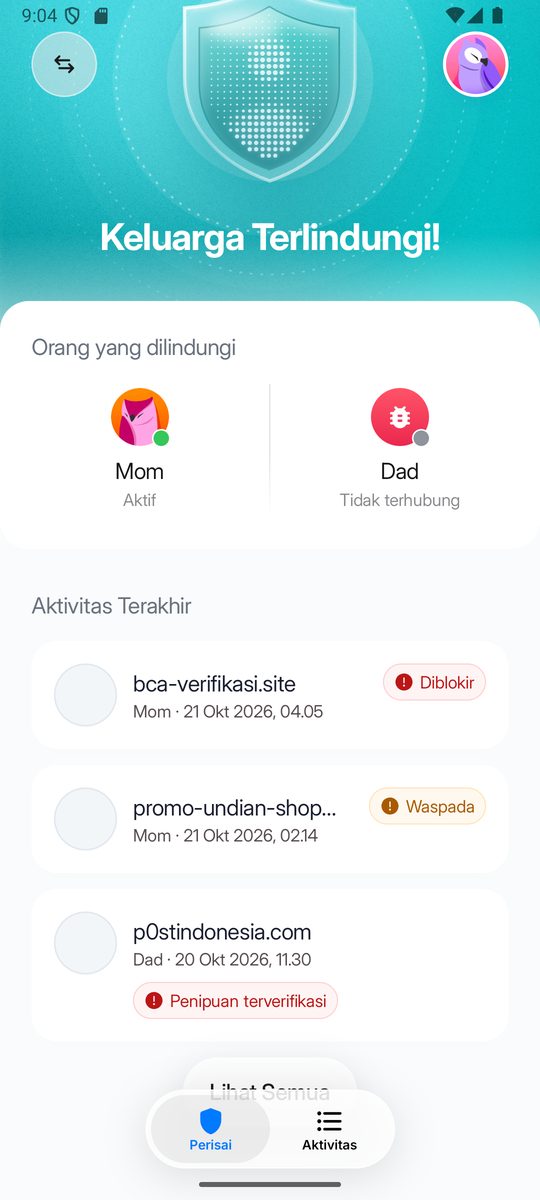 9:04
Keluarga Terlindungi!
Orang yang dilindungi
Mom
Aktif
Dad
Tidak terhubung
Aktivitas Terakhir
bca-verifikasi.site
Diblokir
Mom · 21 Okt 2026, 04.05
promo-undian-shop...
Waspada
Mom · 21 Okt 2026, 02.14
p0stindonesia.com
Dad · 20 Okt 2026, 11.30
Penipuan terverifikasi
Lihat Semua
Perisai
Aktivitas